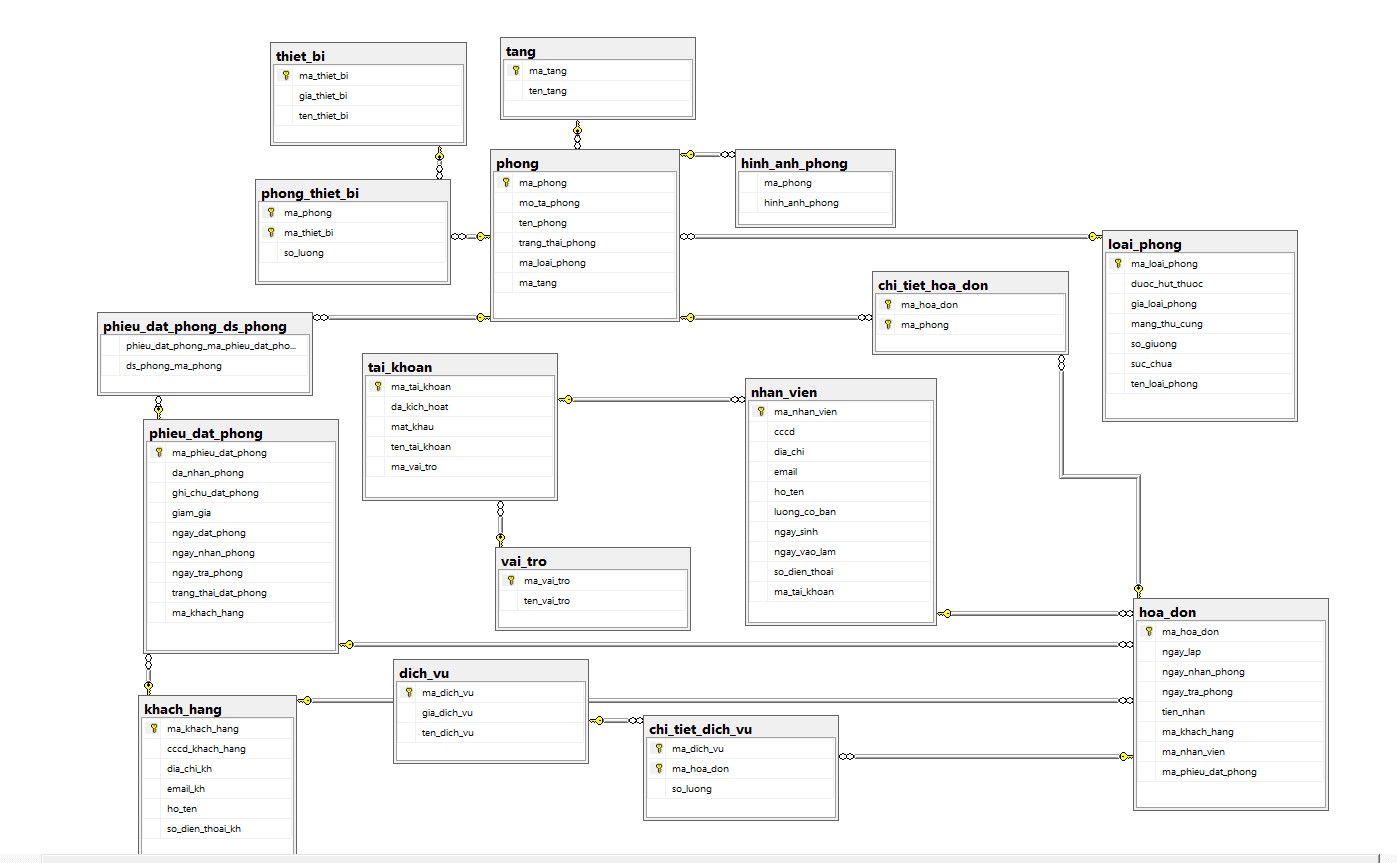 thiet_bi
ma_thiet_bi
gia_thiet_bi
ten_thiet_bi
tang
ma_tang
ten_tang
phong
ma_phong
mo_ta_phong
ten_phong
trang_thai_phong
ma_loai_phong
ma_tang
hinh_anh_phong
ma_phong
hinh_anh_phong
phong_thiet_bi
ma_phong
ma_thiet_bi
so_luong
loai_phong
ma_loai_phong
duoc_hut_thuoc
gia_loai_phong
mang_thu_cung
so_giuong
suc_chua
ten_loai_phong
chi_tiet_hoa_don
ma_hoa_don
ma_phong
phieu_dat_phong_ds_phong
phieu_dat_phong_ma_phieu_dat_pho...
ds_phong_ma_phong
tai_khoan
ma_tai_khoan
da_kich_hoat
mat_khau
ten_tai_khoan
ma_vai_tro
nhan_vien
ma_nhan_vien
cccd
dia_chi
email
ho_ten
luong_co_ban
ngay_sinh
ngay_vao_lam
so_dien_thoai
ma_tai_khoan
phieu_dat_phong
ma_phieu_dat_phong
da_nhan_phong
ghi_chu_dat_phong
giam_gia
ngay_dat_phong
ngay_nhan_phong
ngay_tra_phong
trang_thai_dat_phong
ma_khach_hang
vai_tro
ma_vai_tro
ten_vai_tro
hoa_don
ma_hoa_don
ngay_lap
ngay_nhan_phong
ngay_tra_phong
tien_nhan
ma_khach_hang
ma_nhan_vien
ma_phieu_dat_phong
dich_vu
ma_dich_vu
gia_dich_vu
ten_dich_vu
khach_hang
ma_khach_hang
cccd_khach_hang
dia_chi_kh
email_kh
ho_ten
so_dien_thoai_kh
chi_tiet_dich_vu
ma_dich_vu
ma_hoa_don
so_luong